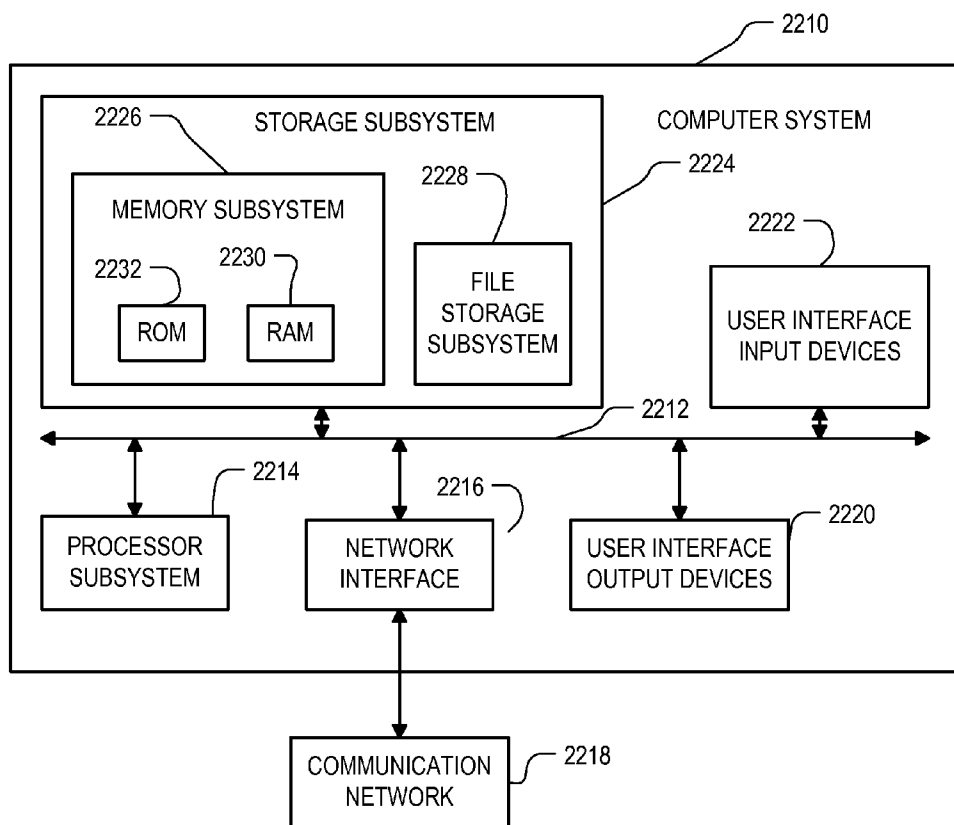 2210
STORAGE SUBSYSTEM
COMPUTER SYSTEM
2226
2224
2228
MEMORY SUBSYSTEM
2222
2232
2230
FILE
STORAGE
SUBSYSTEM
ROM
RAM
USER INTERFACE
INPUT DEVICES
2212
2214
2216
2220
PROCESSOR
SUBSYSTEM
NETWORK
INTERFACE
USER INTERFACE
OUTPUT DEVICES
COMMUNICATION
NETWORK
2218